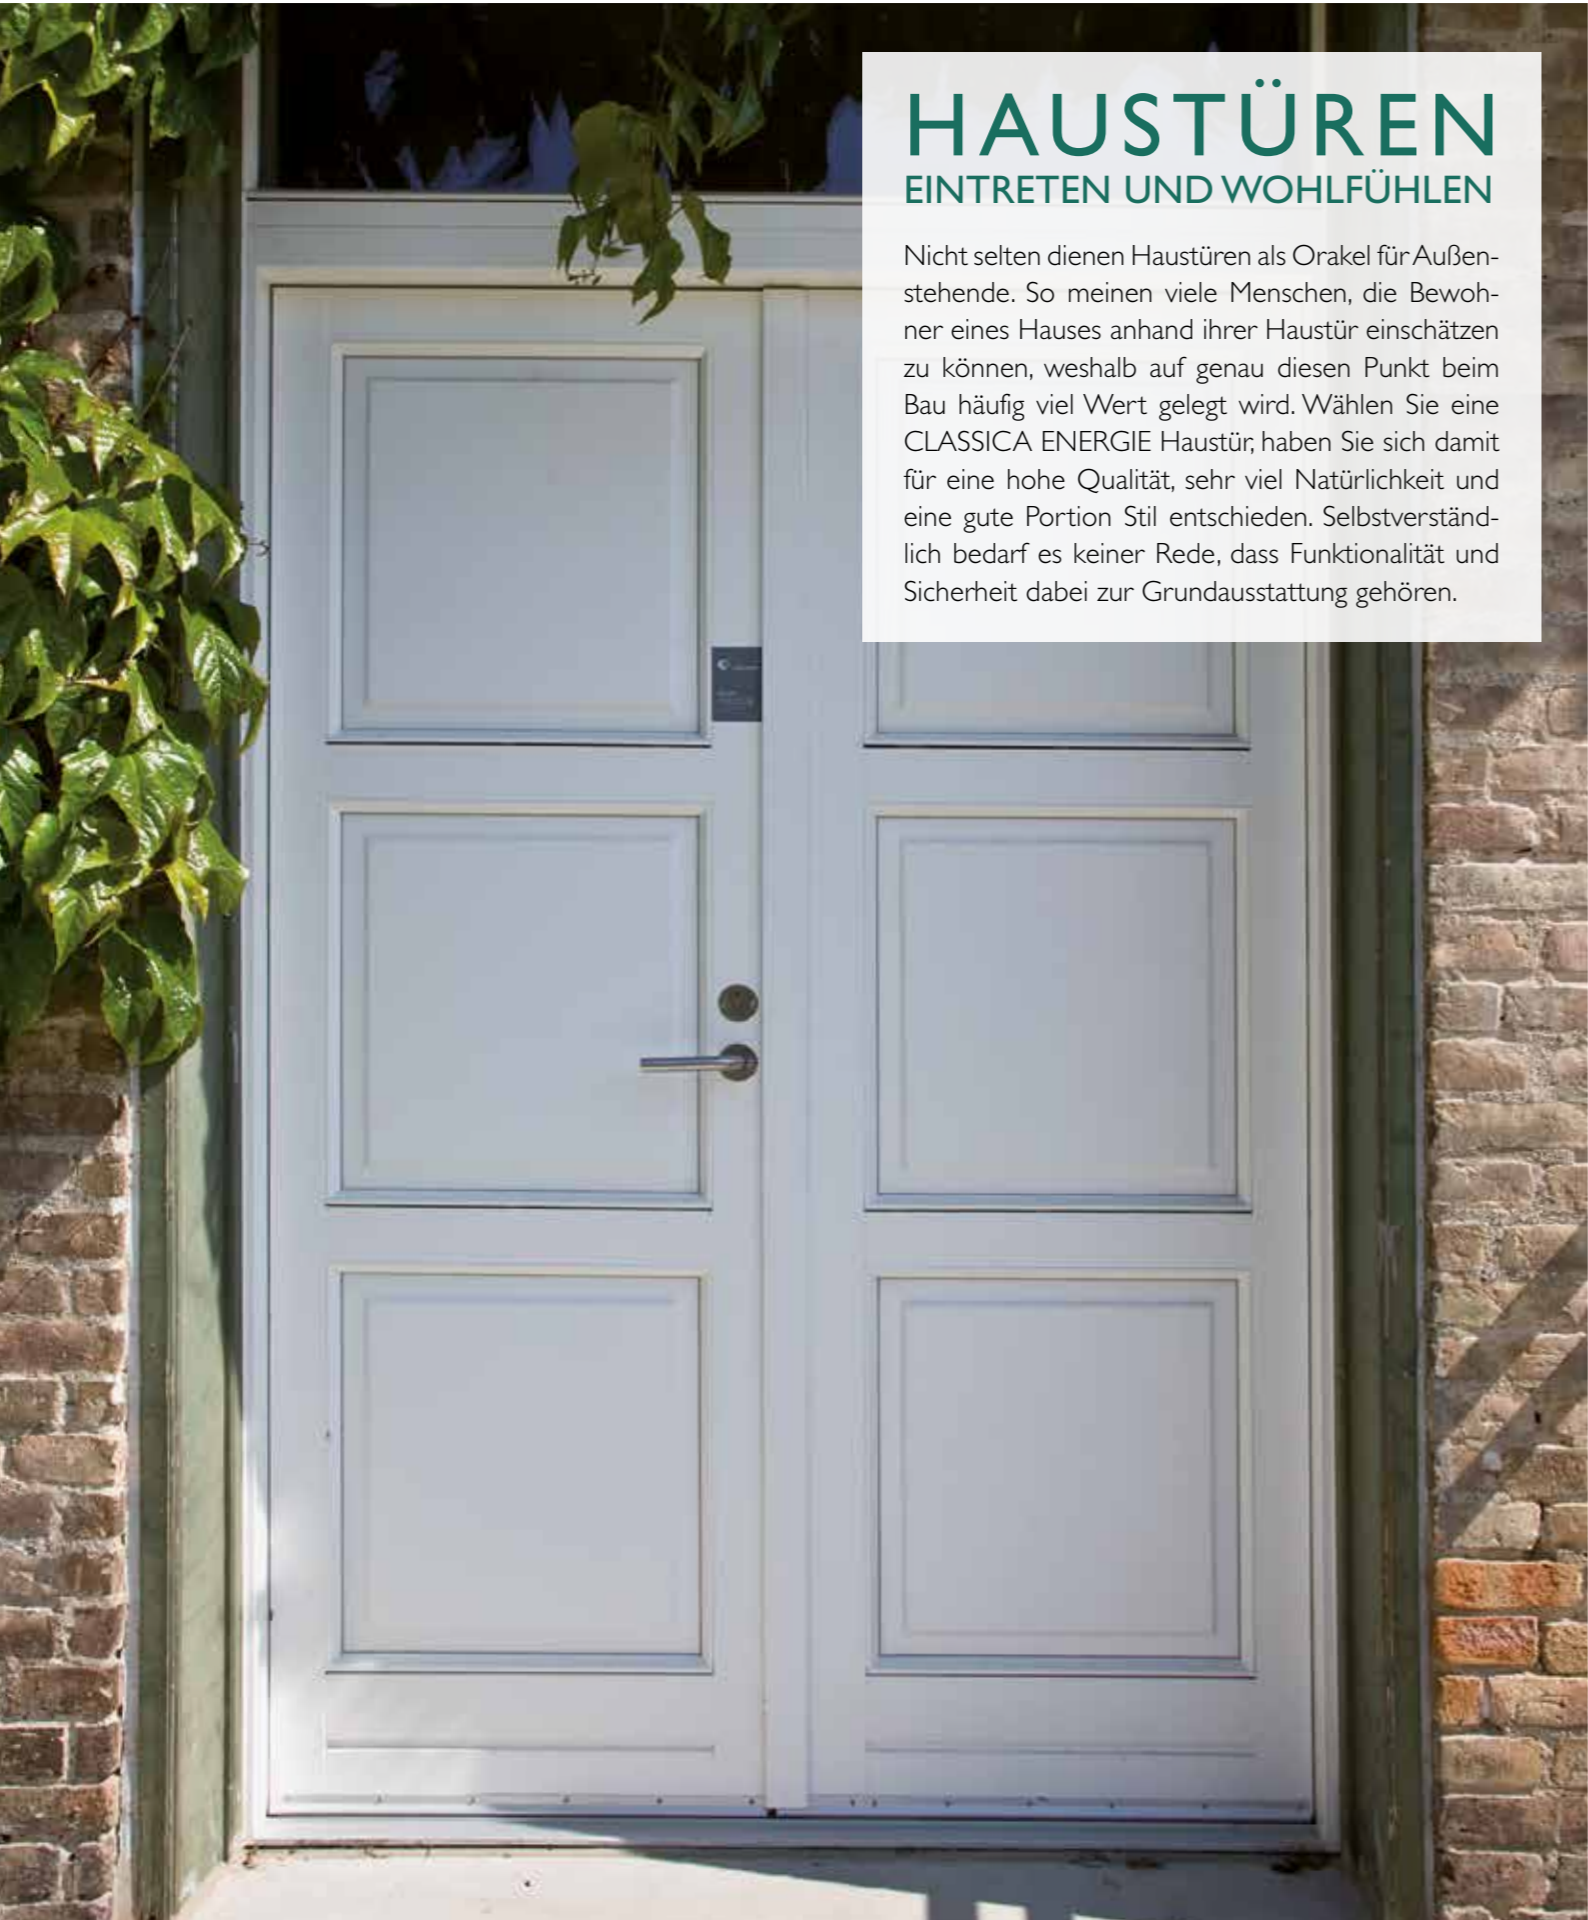 HAUSTÜREN
EINTRETEN UND WOHLFÜHLEN
Nicht selten dienen Haustüren als Orakel für Außen-
stehende. So meinen viele Menschen, die Bewoh-
ner eines Hauses anhand ihrer Haustür einschätzen
zu können, weshalb auf genau diesen Punkt beim
Bau häufig viel Wert gelegt wird. Wählen Sie eine
CLASSICA ENERGIE Haustür, haben Sie sich damit
für eine hohe Qualität, sehr viel Natürlichkeit und
eine gute Portion Stil entschieden. Selbstverständ-
lich bedarf es keiner Rede, dass Funktionalität und
Sicherheit dabei zur Grundausstattung gehören.